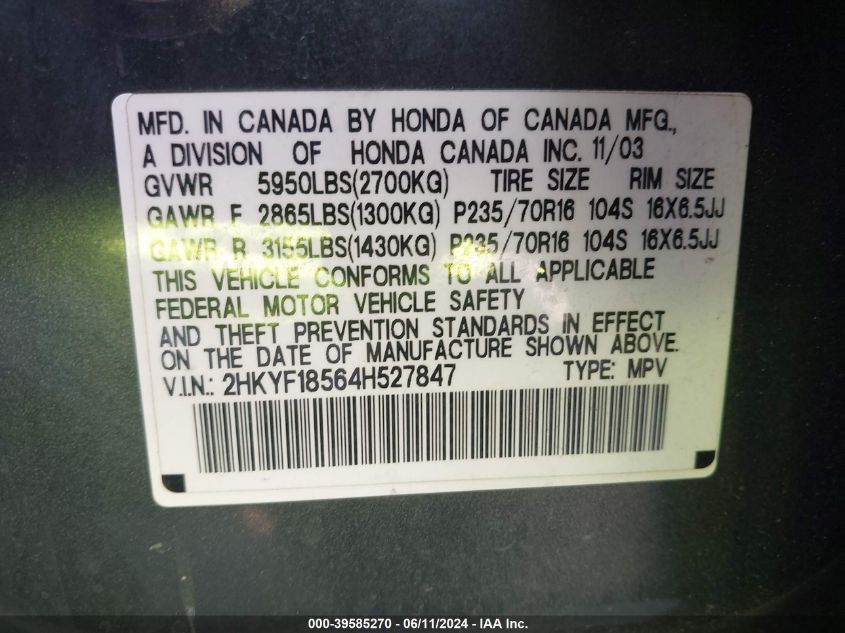 MFD. IN CANADA BY HONDA OF CANADA MFG.,
A DIVISION OF HONDA CANADA INC. 11/03
GVWR 5950LBS(2700KG) TIRE SIZE RIM SIZE
GAWR F 2865LBS(1300KG) P235/70R16 104S 16X6.5JJ
GAWR R 3155LBS(1430KG) P235/70R16 104S 16X6.5JJ
THIS VEHICLE CONFORMS TO ALL APPLICABLE
FEDERAL MOTOR VEHICLE SAFETY
AND THEFT PREVENTION STANDARDS IN EFFECT
ON THE DATE OF MANUFACTURE SHOWN ABOVE.
V.I.N.: 2HKYF18564H527847 TYPE: MPV
000-39585270 - 06/11/2024 - IAA Inc.